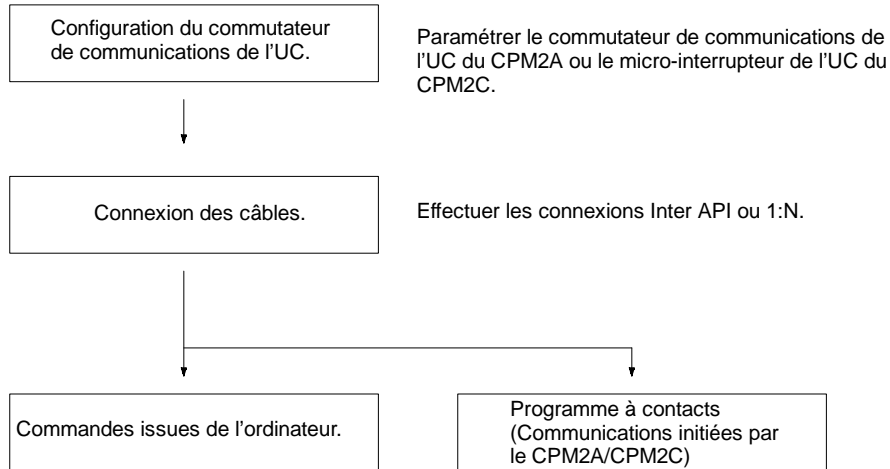 Configuration du commutateur
de communications de l’UC.
Paramétrer le commutateur de communications de
l’UC du CPM2A ou le micro-interrupteur de l’UC du
CPM2C.
Connexion des câbles.
Effectuer les connexions Inter API ou 1:N.
Commandes issues de l’ordinateur.
Programme à contacts
(Communications initiées par
le CPM2A/CPM2C)